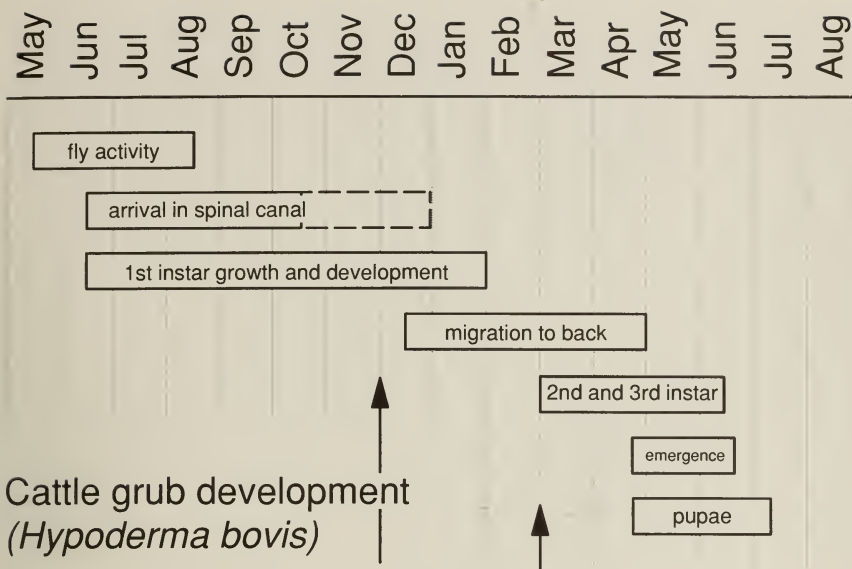 May Jun Jul Aug Sep Oct Nov Dec Jan Feb Mar Apr May Jun Jul Aug
fly activity
arrival in spinal canal
1st instar growth and development
migration to back
2nd and 3rd instar
emergence
pupae
Cattle grub development
(Hypoderma bovis)